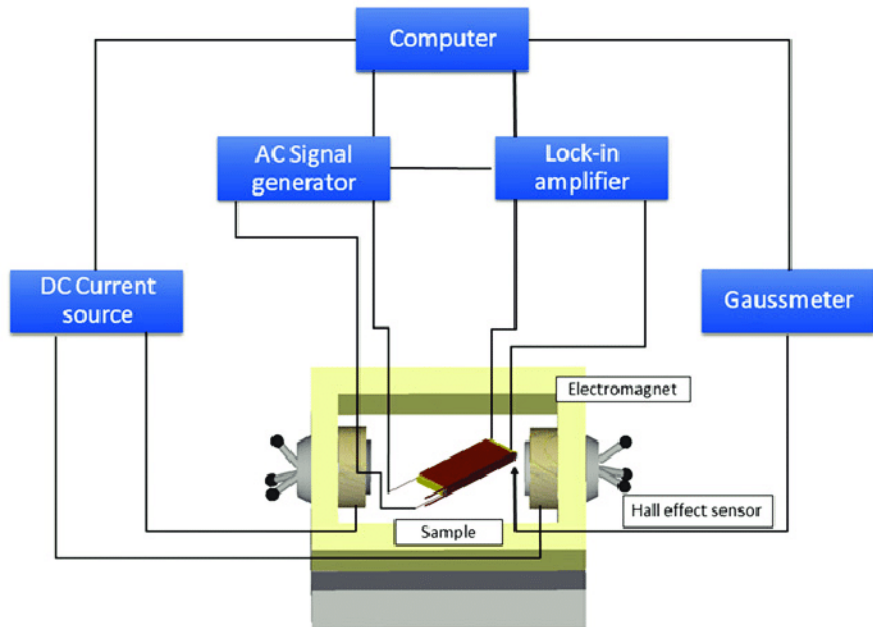 Computer
AC Signal
generator
Lock-in
amplifier
DC Current
source
Gaussmeter
Electromagnet
Hall effect sensor
Sample